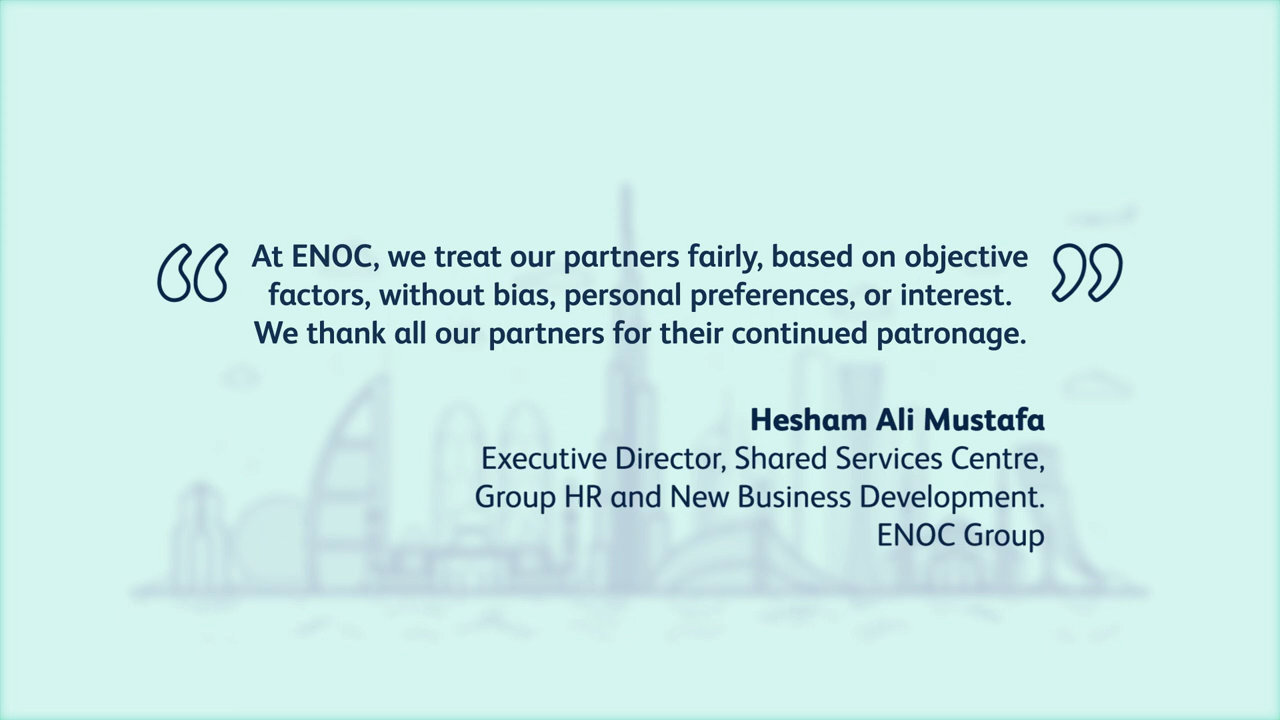 At ENOC, we treat our partners fairly, based on objective
factors, without bias, personal preferences, or interest.
We thank all our partners for their continued patronage.
Hesham Ali Mustafa
Executive Director, Shared Services Centre,
Group HR and New Business Development.
ENOC Group